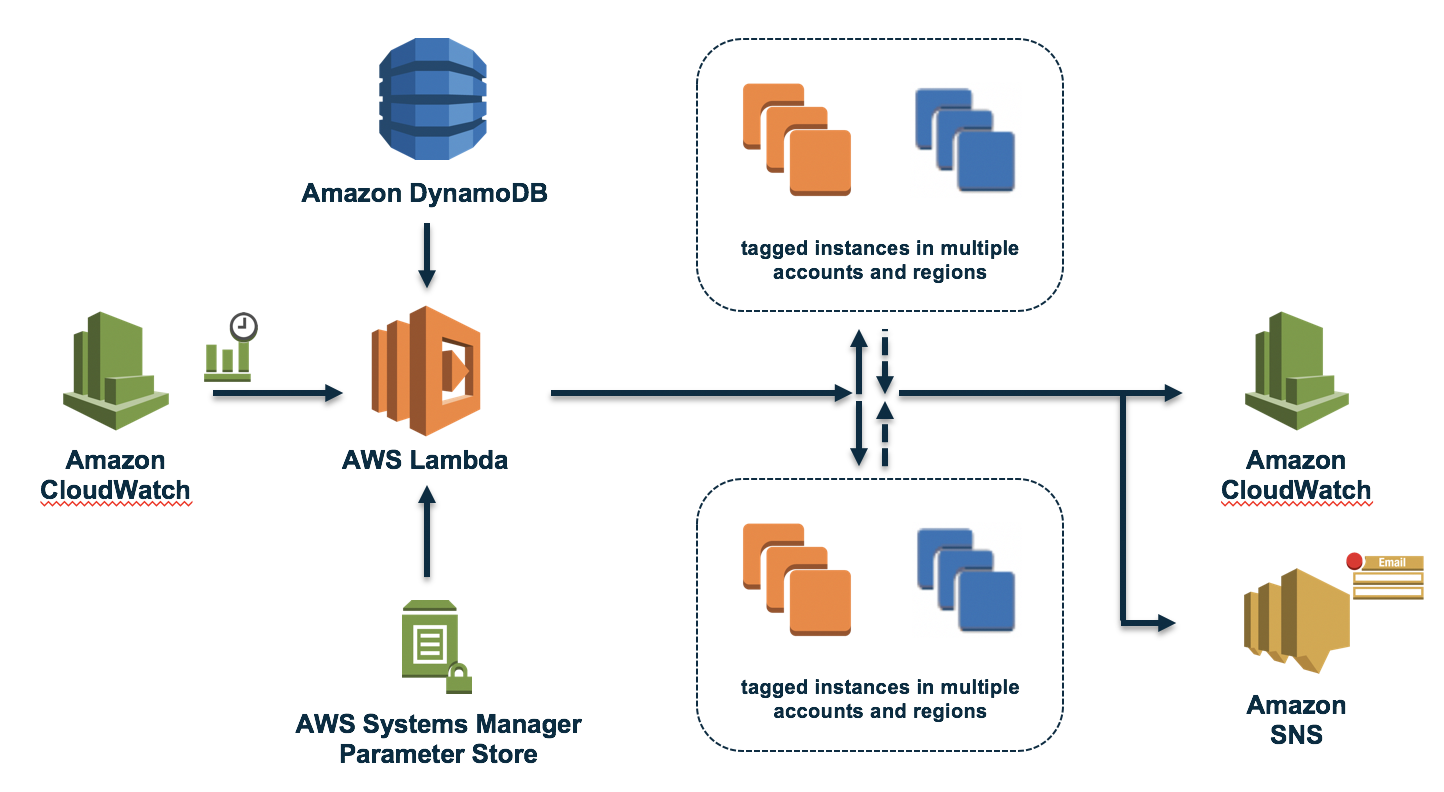 Amazon DynamoDB
tagged instances in multiple
accounts and regions
Amazon
CloudWatch
AWS Lambda
Amazon
CloudWatch
Email
tagged instances in multiple
accounts and regions
AWS Systems Manager
Parameter Store
Amazon
SNS